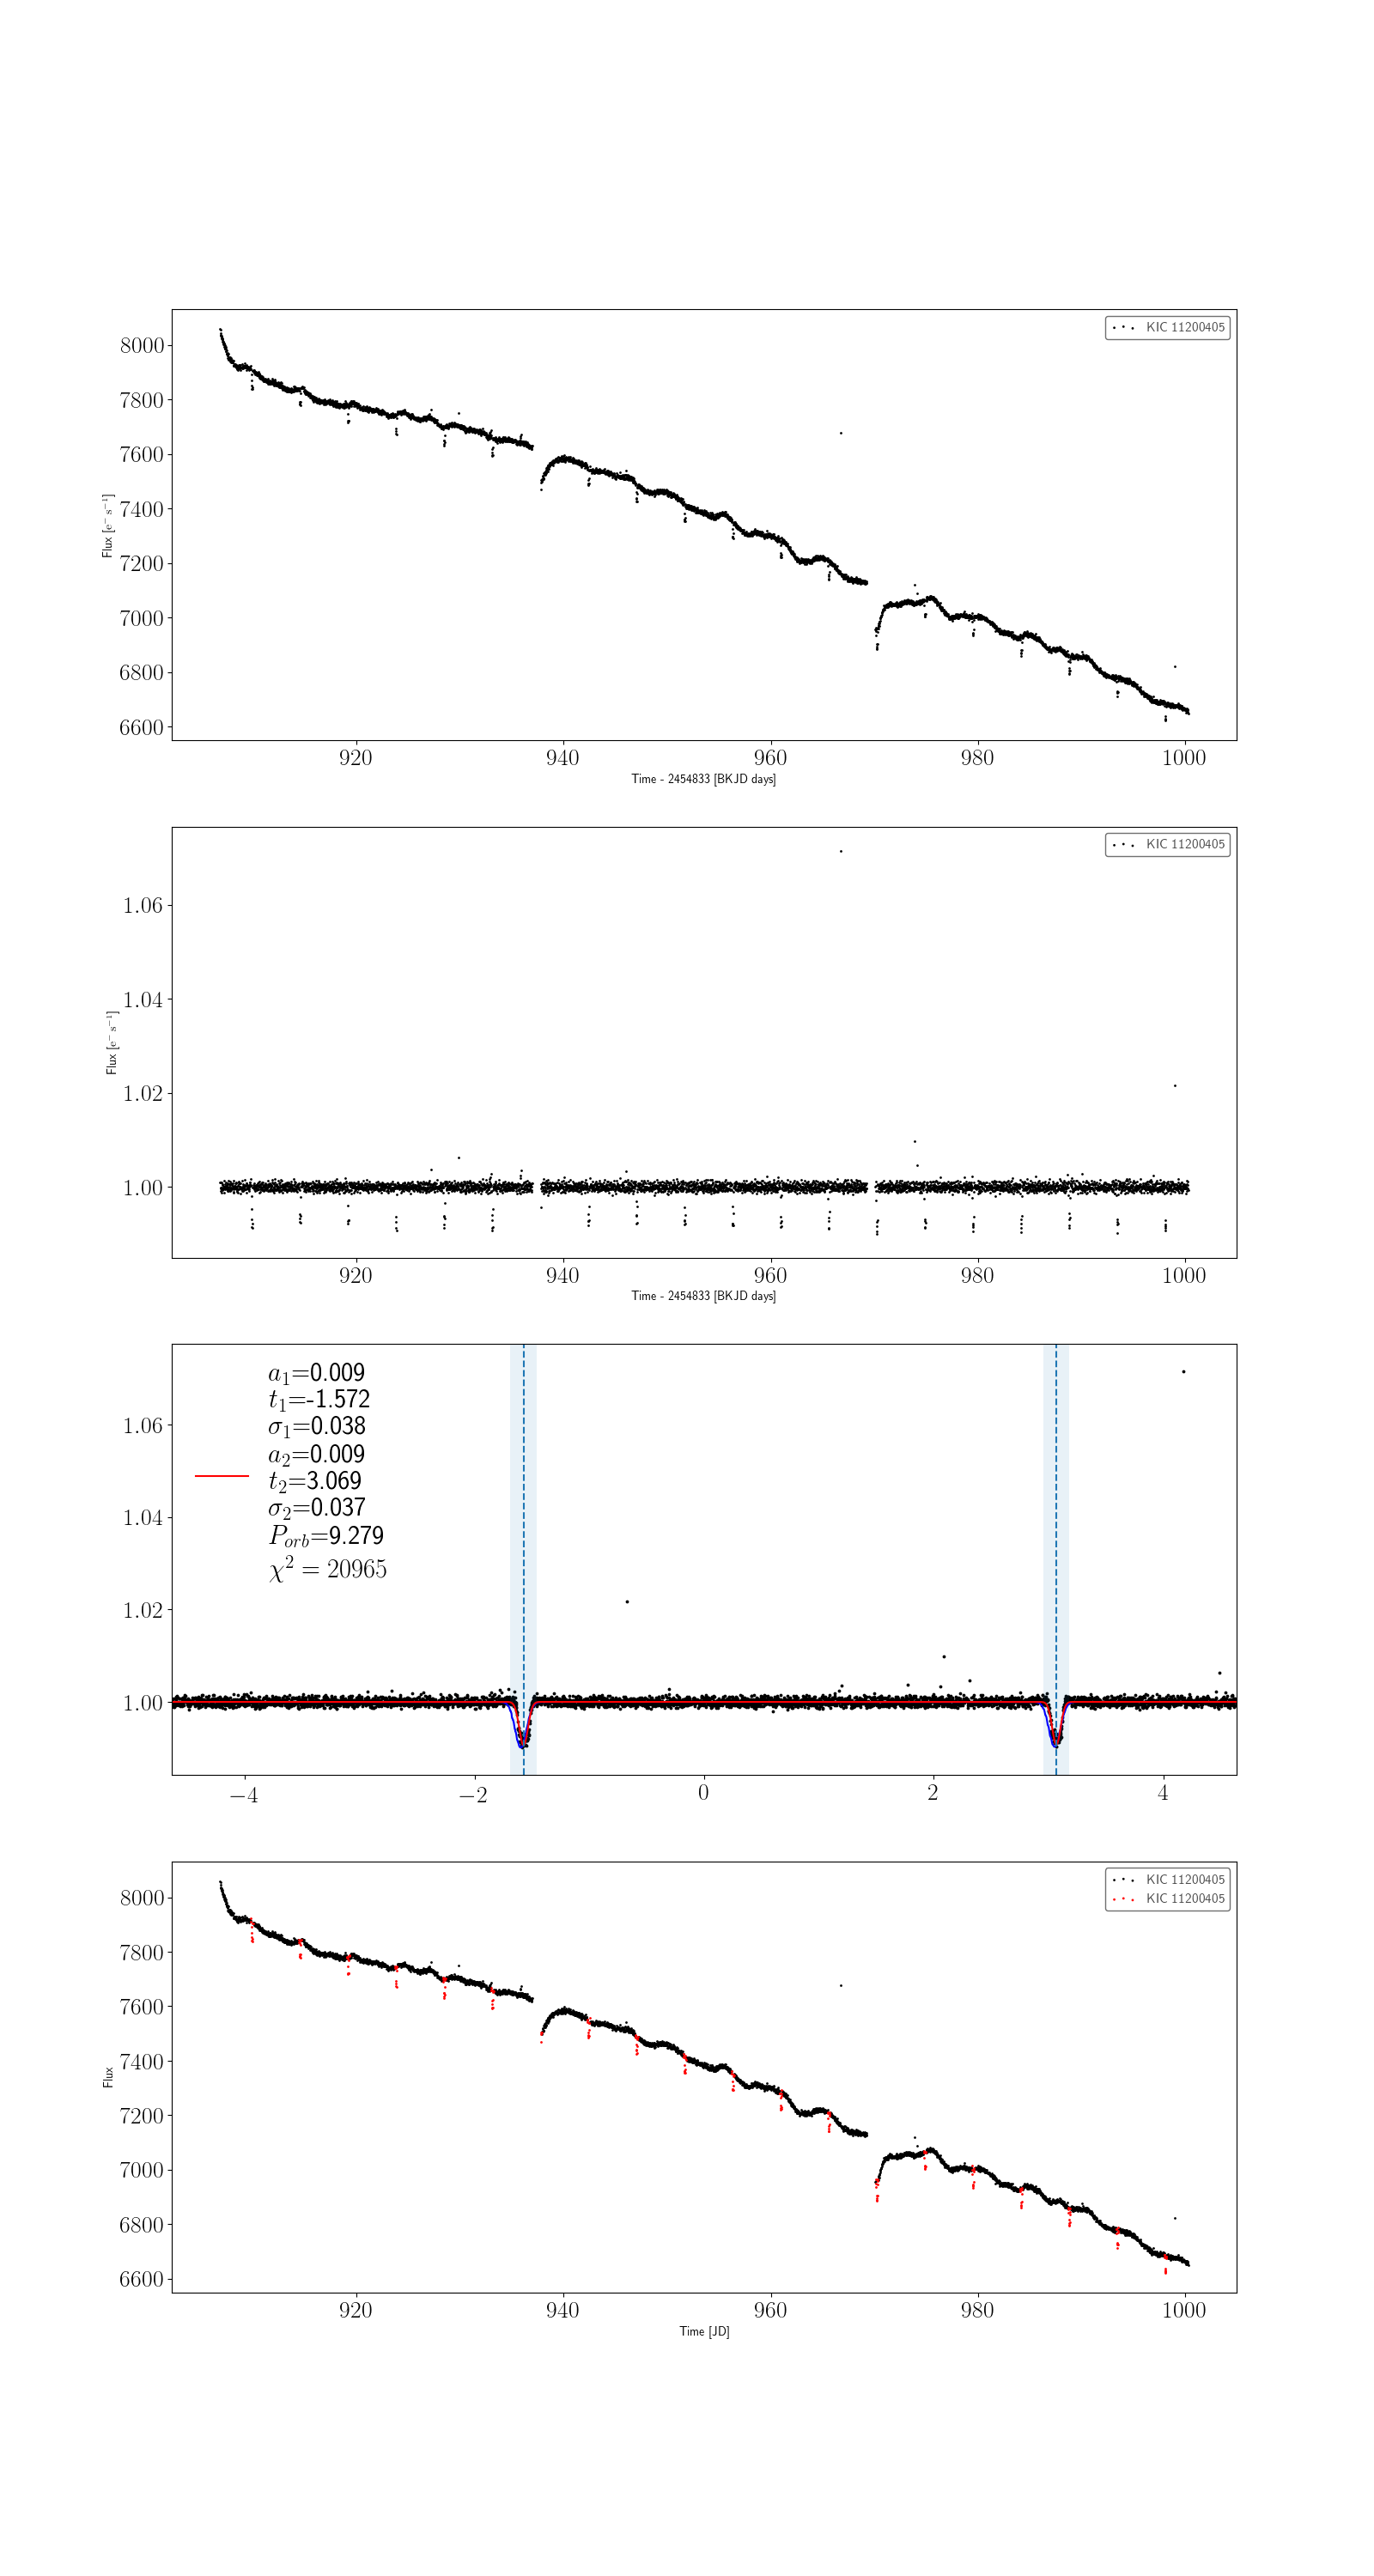 KIC 11200405
8000
7800
7600
7400
7200
7000
6800
6600
Flux [e⁻ s⁻¹]
920 940 960 980 1000
Time - 2454833 [BKJD days]
KIC 11200405
1.06
1.04
1.02
1.00
Flux [e⁻ s⁻¹]
920 940 960 980 1000
Time - 2454833 [BKJD days]
a₁=0.009
t₁=-1.572
σ₁=0.038
a₂=0.009
t₂=3.069
σ₂=0.037
P_orb=9.279
χ² = 20965
1.06
1.04
1.02
1.00
−4 −2 0 2 4
KIC 11200405
KIC 11200405
8000
7800
7600
7400
7200
7000
6800
6600
Flux
920 940 960 980 1000
Time [JD]